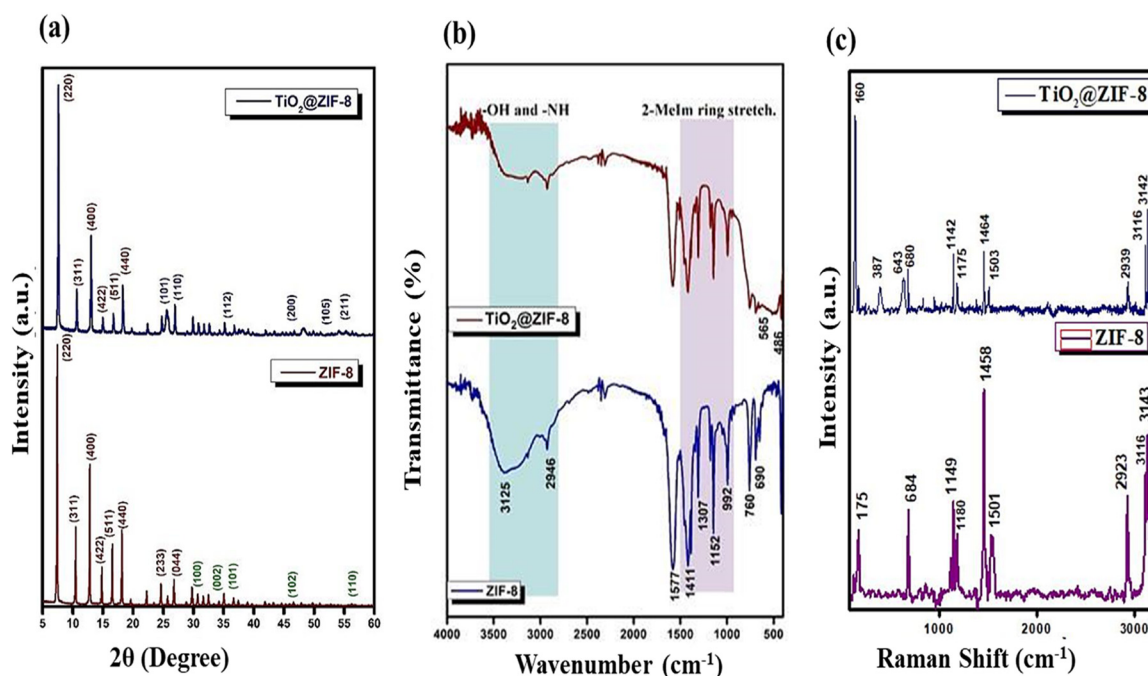 (a)
(220)
TiO2@ZIF-8
(400)
(311)
(422)
(511)
(440)
(101)
(110)
(112)
(200)
(105)
(211)
(220)
ZIF-8
(400)
(311)
(422)
(511)
(440)
(233)
(044)
(100)
(002)
(101)
(102)
(110)
5 10 15 20 25 30 35 40 45 50 55 60
2θ (Degree)
Intensity (a.u.)
(b)
-OH and -NH
2-MeIm ring stretch.
565
486
TiO2@ZIF-8
3125
2946
1577
1411
1307
1152
992
760
690
ZIF-8
4000 3500 3000 2500 2000 1500 1000 500
Wavenumber (cm-1)
Transmittance (%)
(c)
160
TiO2@ZIF-8
387
643
680
1142
1175
1464
1503
2939
3116
3142
ZIF-8
175
684
1149
1180
1458
1501
2923
3116
3143
1000 2000 3000
Raman Shift (cm-1)
Intensity (a.u.)